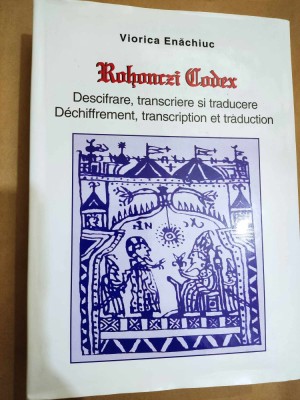 Viorica Enăchiuc
Rohonczi Codex
Descifrare, transcriere si traducere
Déchiffrement, transcription et traduction